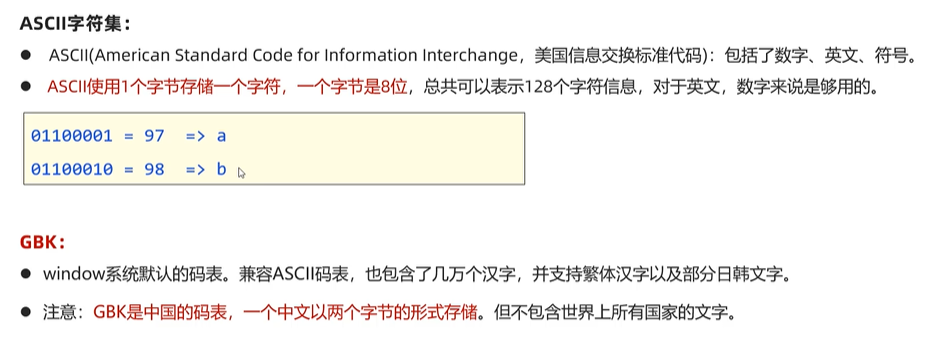 ASCII字符集：
● ASCII(American Standard Code for Information Interchange，美国信息交换标准代码)：包括了数字、英文、符号。
● ASCII使用1个字节存储一个字符，一个字节是8位，总共可以表示128个字符信息，对于英文，数字来说是够用的。
01100001 = 97 => a
01100010 = 98 => b
GBK：
● window系统默认的码表。兼容ASCII码表，也包含了几万个汉字，并支持繁体汉字以及部分日韩文字。
● 注意：GBK是中国的码表，一个中文以两个字节的形式存储。但不包含世界上所有国家的文字。